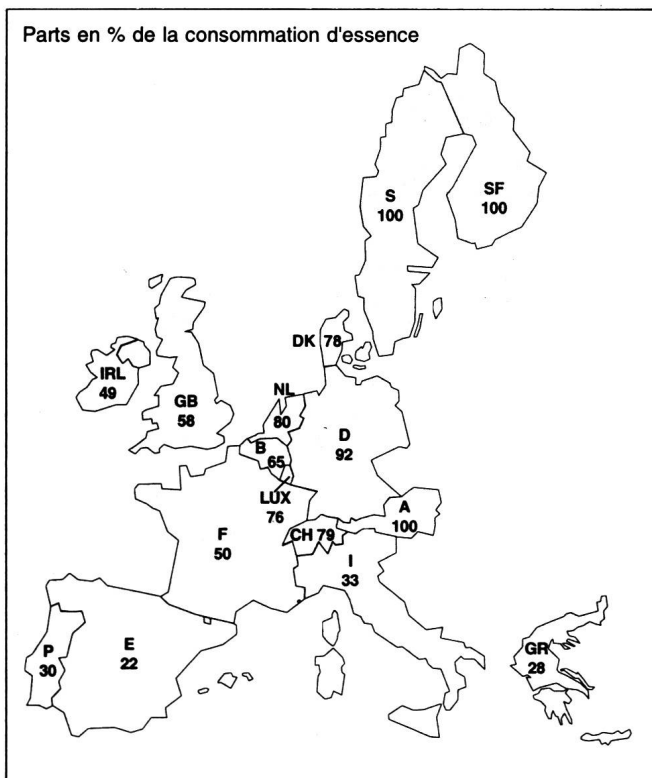 Parts en % de la consommation d'essence
S
100
SF
100
DK 78
IRL
49
GB
58
NL
80
D
92
B
65
LUX
76
A
100
F
50
CH 79
I
33
P
30
E
22
GR
28